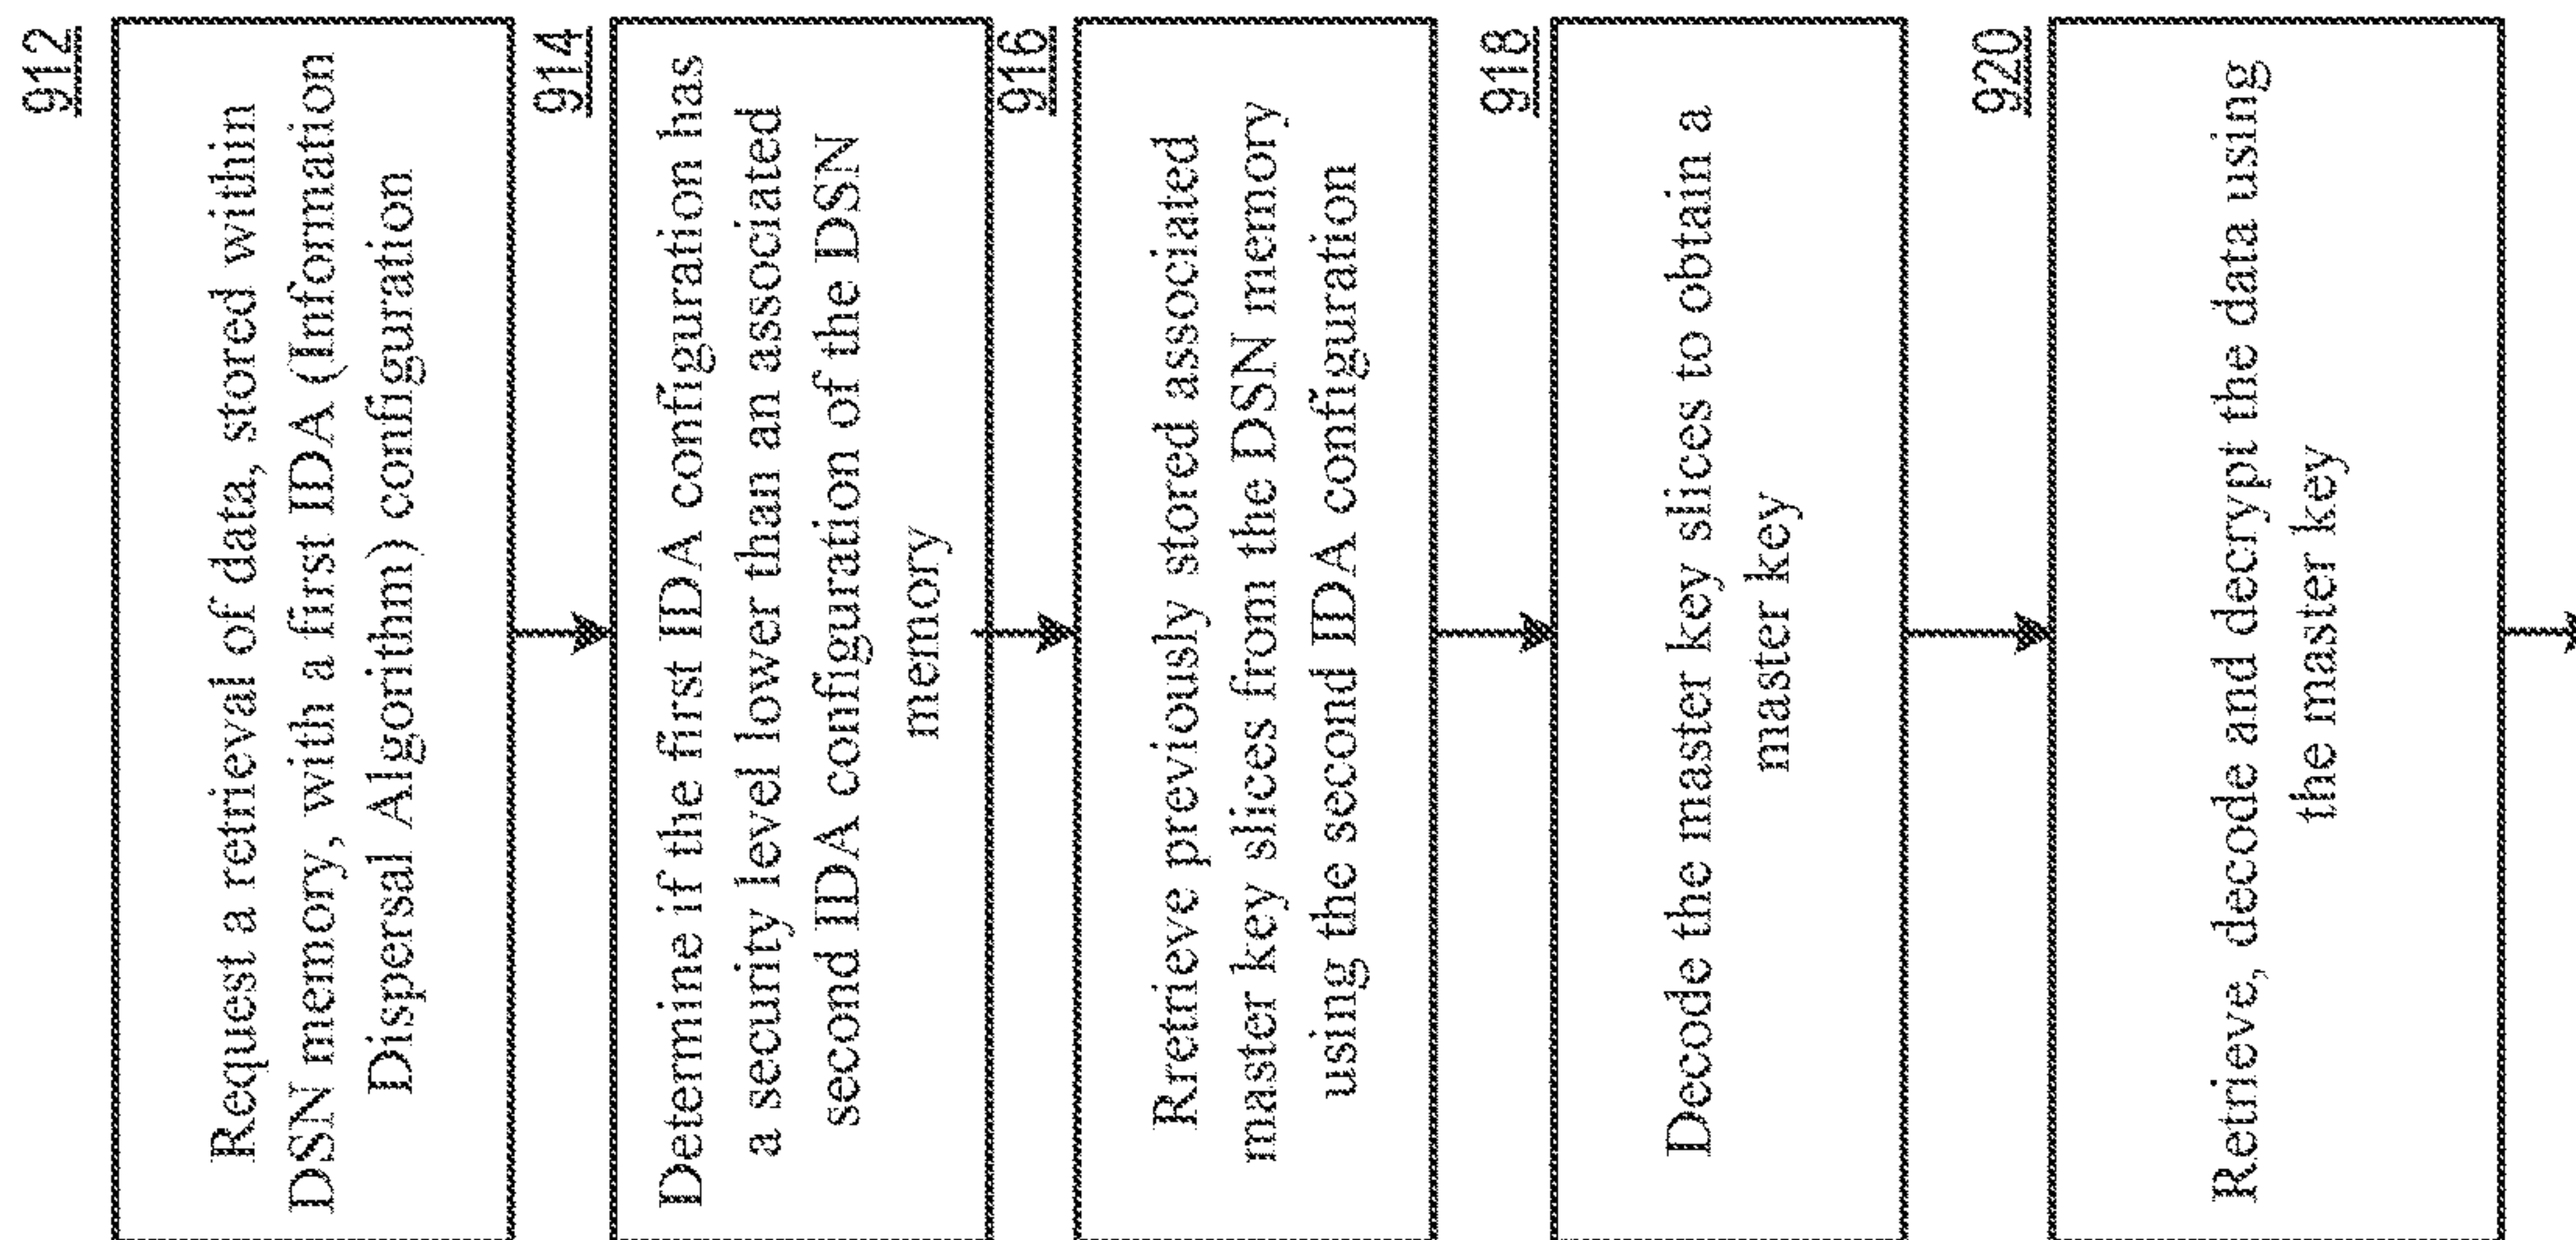 912
Request a retrieval of data, stored within
DSN memory, with a first IDA (Information
Dispersal Algorithm) configuration
914
Determine if the first IDA configuration has
a security level lower than an associated
second IDA configuration of the DSN
memory
916
Rretrieve previously stored associated
master key slices from the DSN memory
using the second IDA configuration
918
Decode the master key slices to obtain a
master key
920
Retrieve, decode and decrypt the data using
the master key